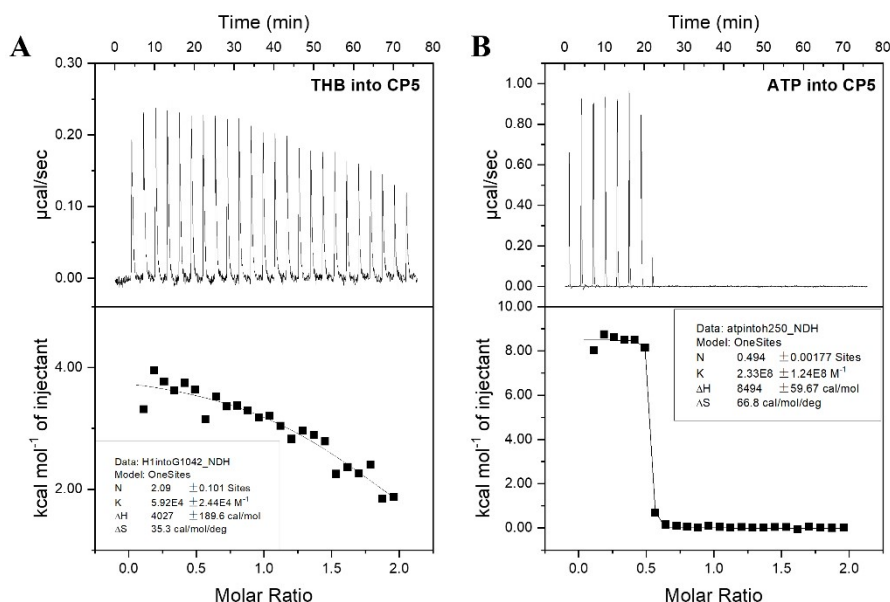 A
Time (min)
0 10 20 30 40 50 60 70 80
0.30
0.20
0.10
0.00
µcal/sec
THB into CP5
4.00
2.00
kcal mol⁻¹ of injectant
Data: H1intoG1042_NDH
Model: OneSites
N 2.09 ±0.101 Sites
K 5.92E4 ±2.44E4 M⁻¹
ΔH 4027 ±189.6 cal/mol
ΔS 35.3 cal/mol/deg
0.0 0.5 1.0 1.5 2.0
Molar Ratio
B
Time (min)
0 10 20 30 40 50 60 70 80
1.00
0.80
0.60
0.40
0.20
0.00
µcal/sec
ATP into CP5
10.00
8.00
6.00
4.00
2.00
0.00
kcal mol⁻¹ of injectant
Data: atpintoh250_NDH
Model: OneSites
N 0.494 ±0.00177 Sites
K 2.33E8 ±1.24E8 M⁻¹
ΔH 8494 ±59.67 cal/mol
ΔS 66.8 cal/mol/deg
0.0 0.5 1.0 1.5 2.0
Molar Ratio